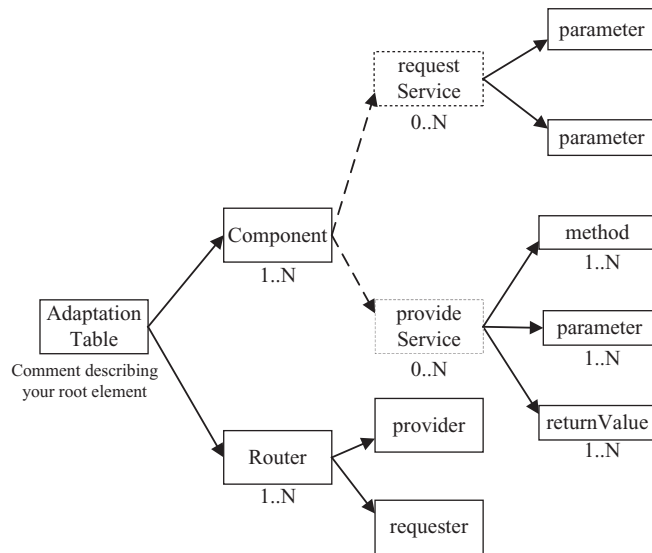 parameter
request
Service
0..N
parameter
Component
1..N
method
1..N
Adaptation
Table
Comment describing
your root element
provide
Service
0..N
parameter
1..N
returnValue
1..N
Router
1..N
provider
requester